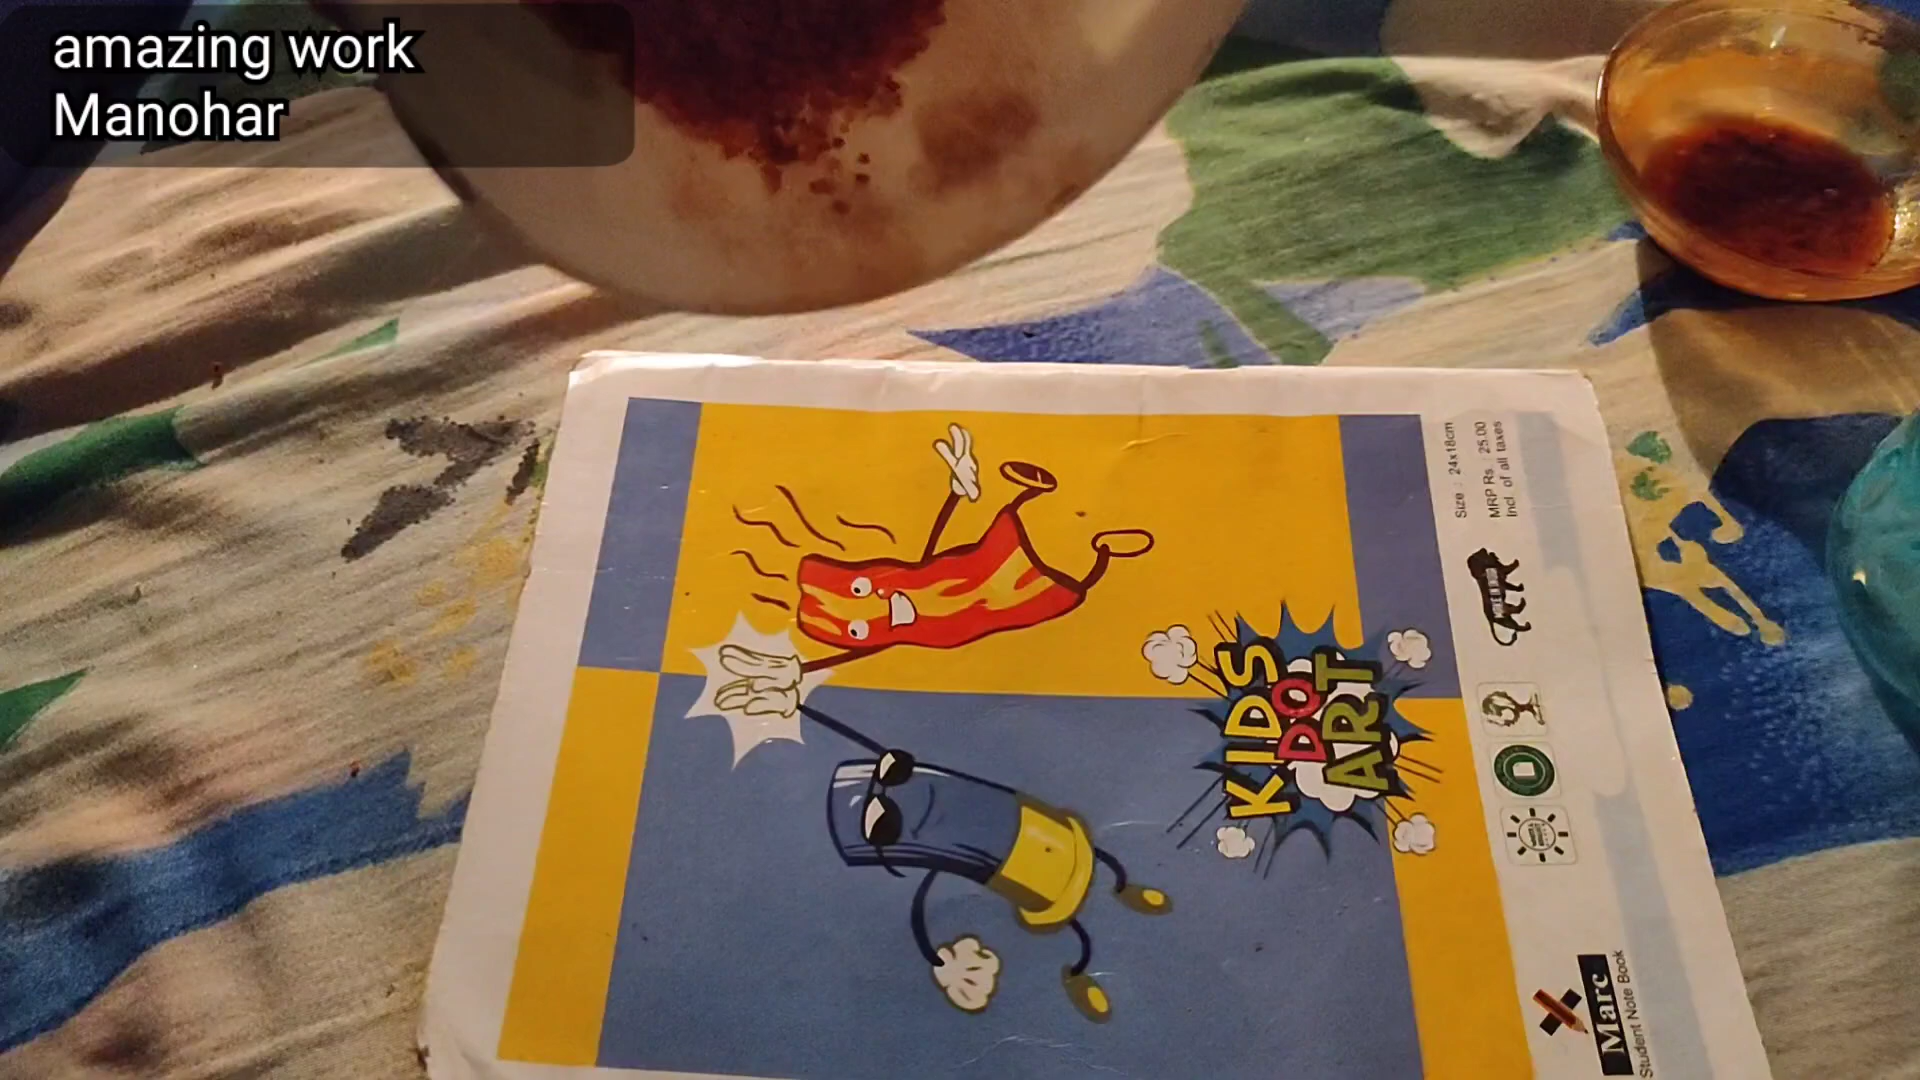 amazing work
Manohar
Size : 24x18cm
MRP Rs. : 25.00
Incl. of all taxes
KIDS
DO
ART
Marc
Student Note Book